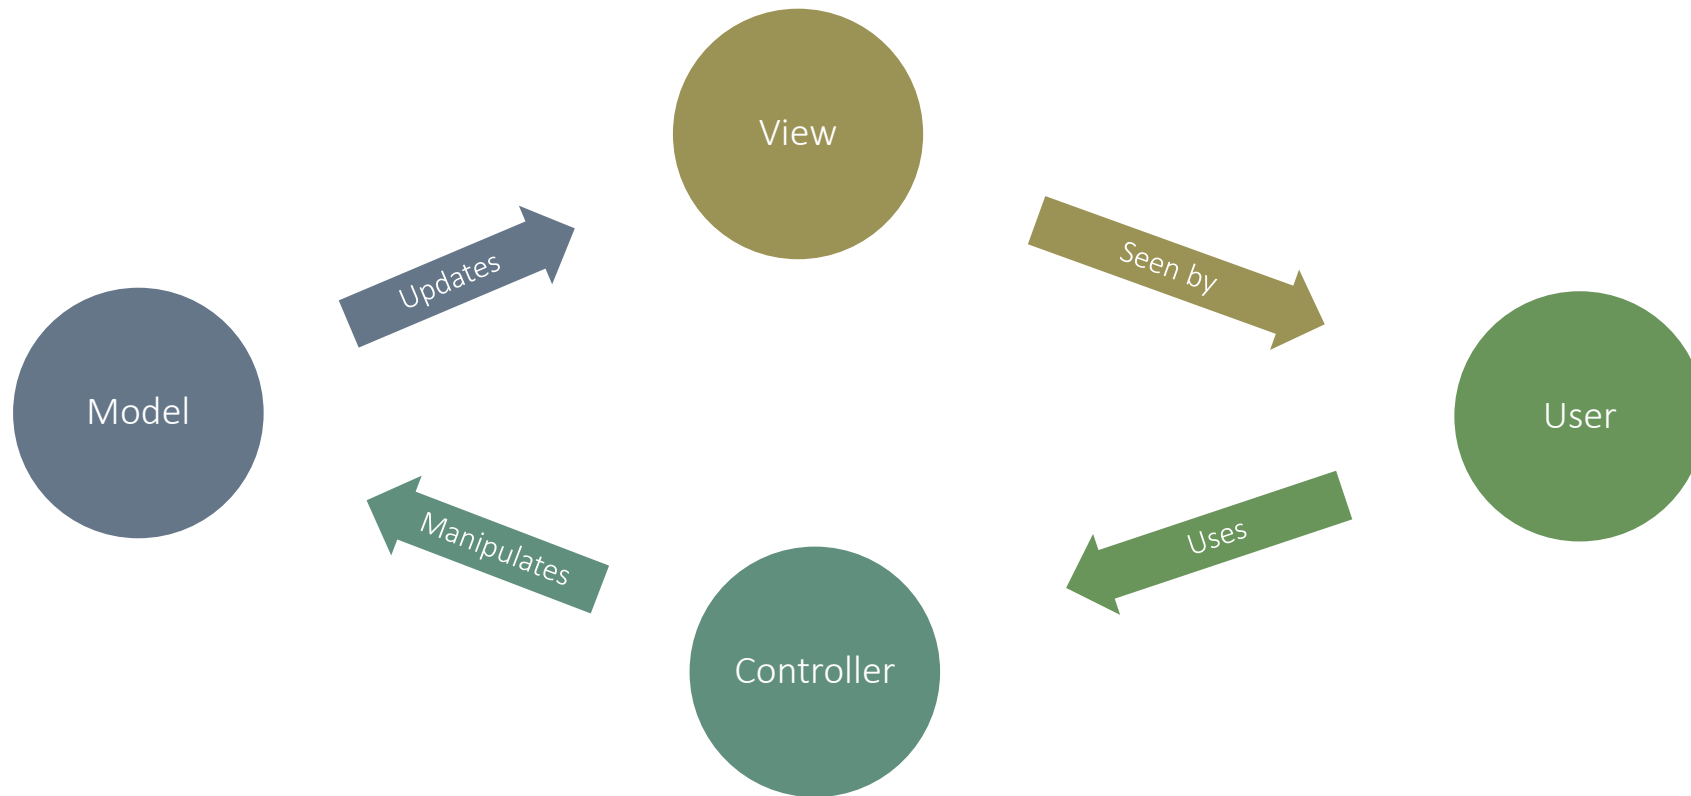 View
Updates
Seen by
Model
User
Manipulates
Uses
Controller